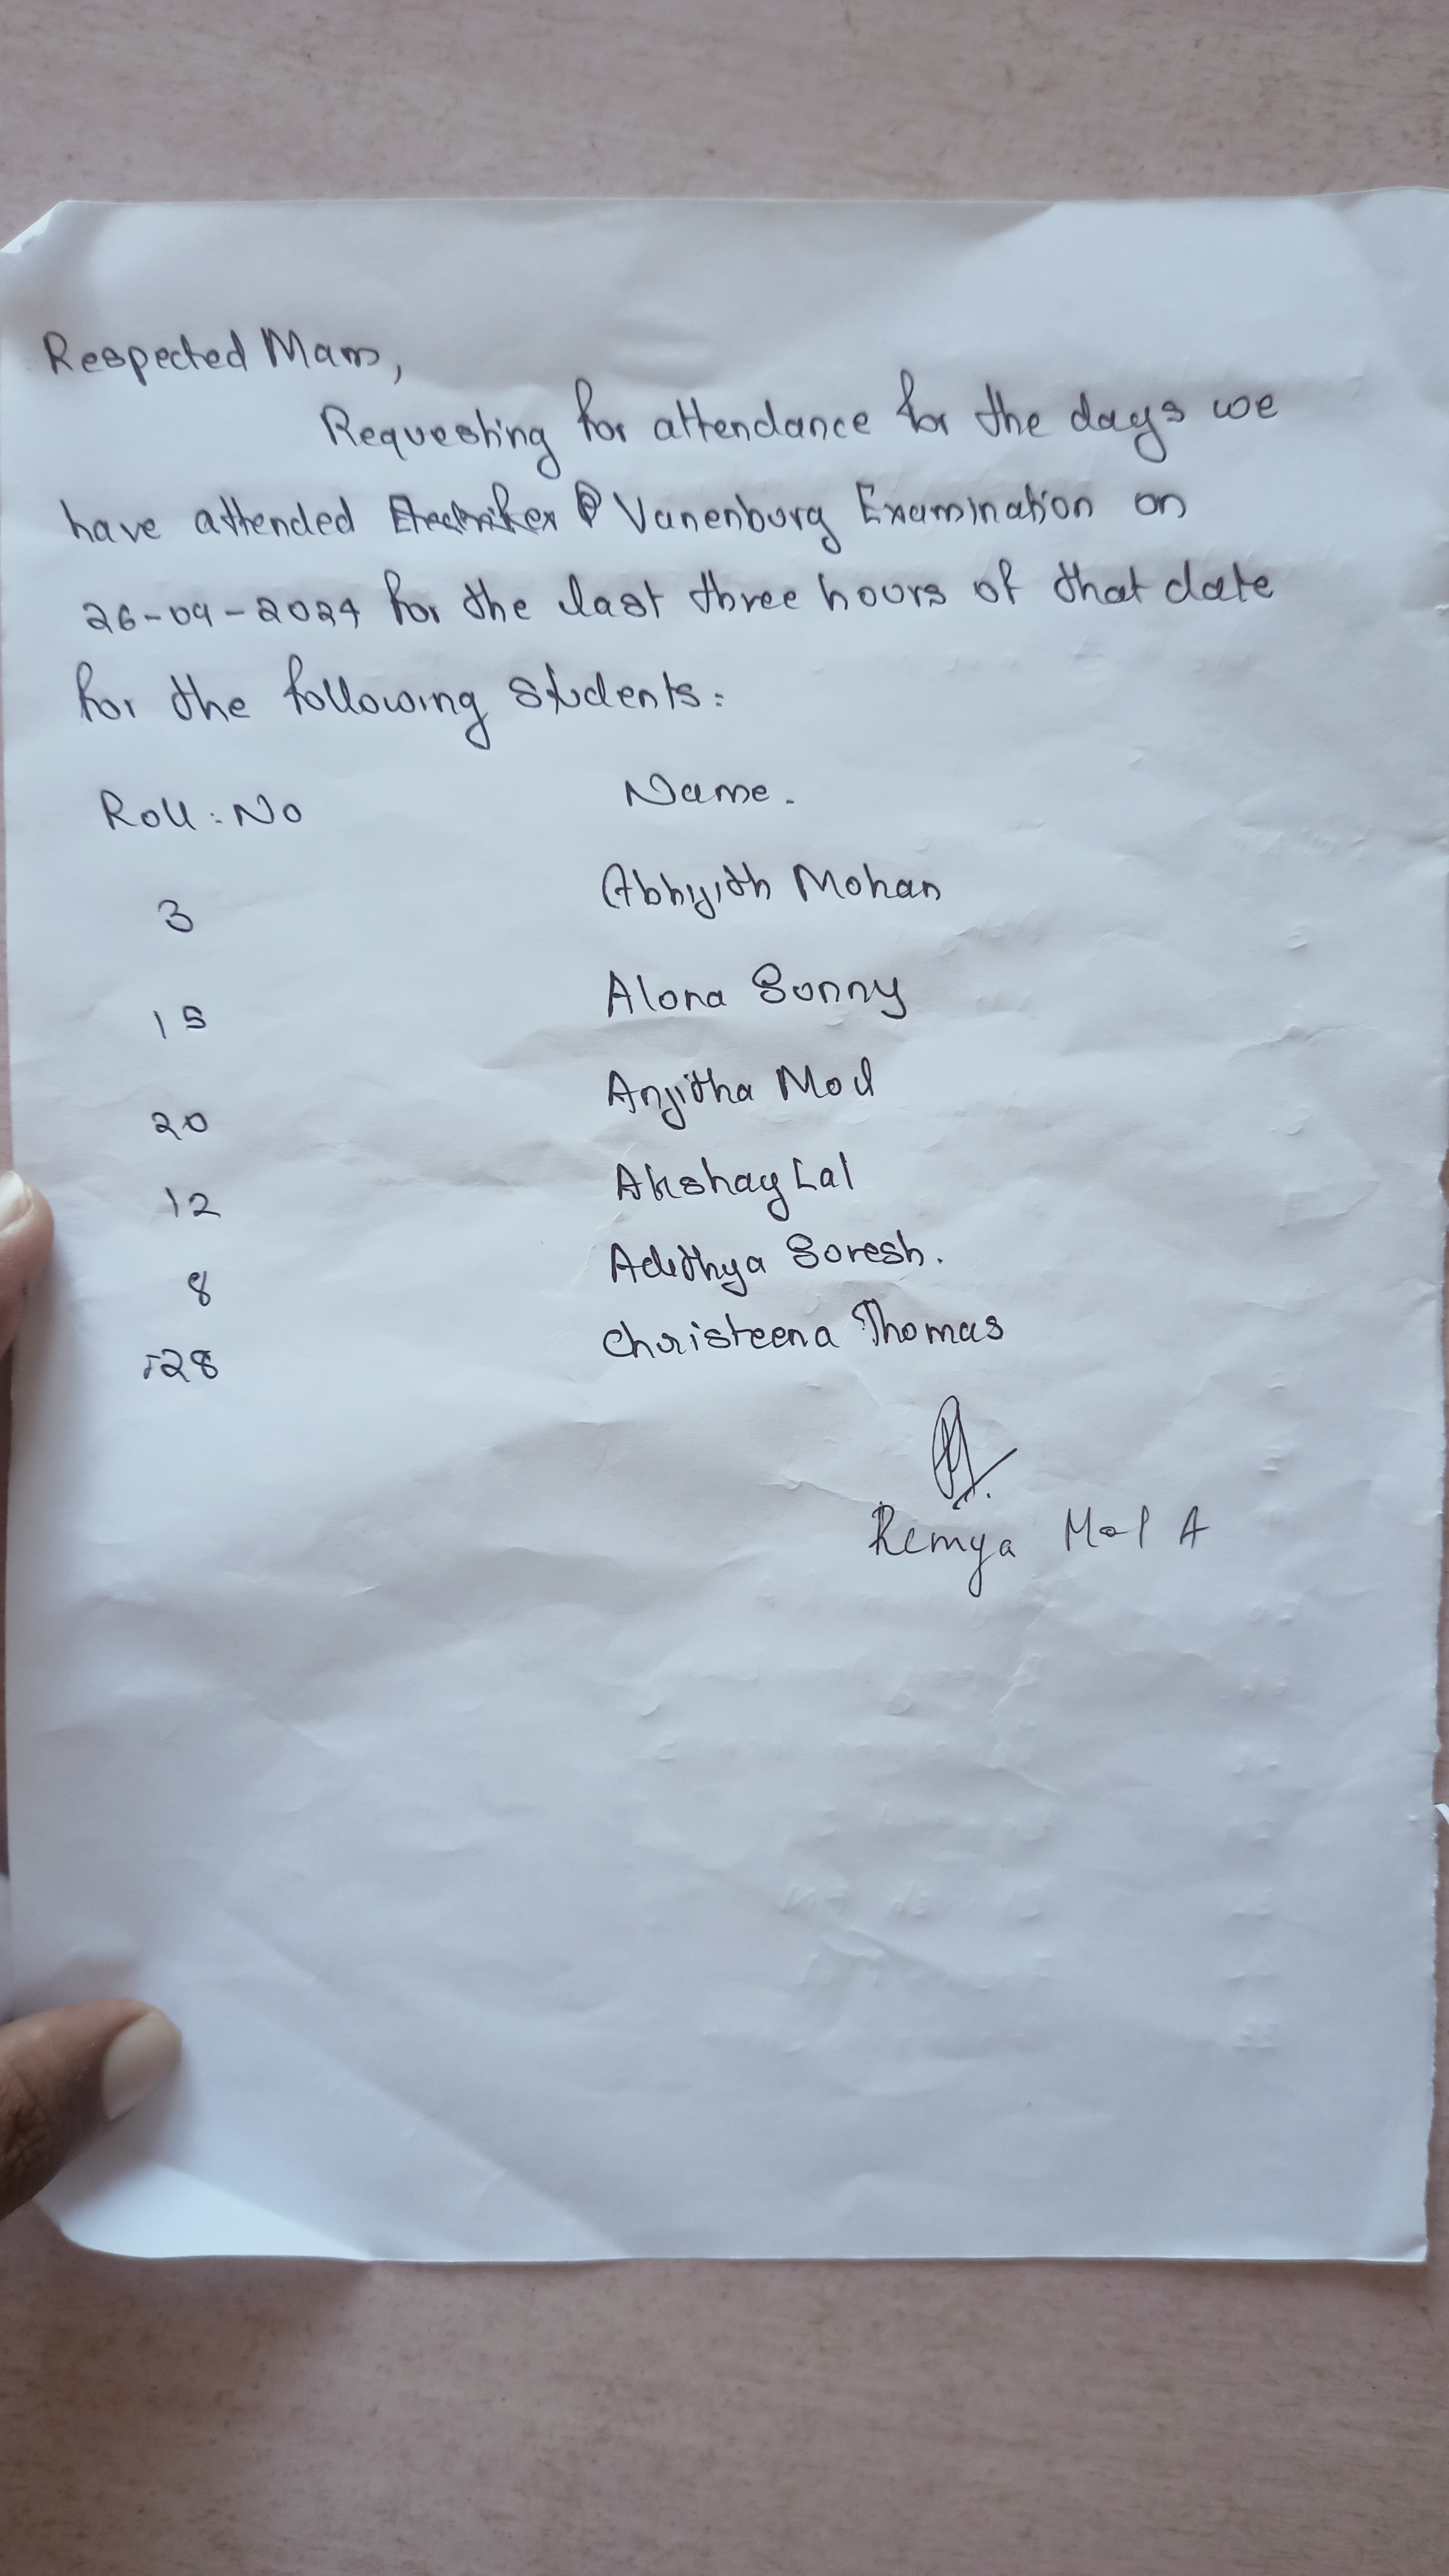 Respected Mam,
Requesting for attendance for the days we
have attended Vanenburg Examination on
26-09-2024 for the last three hours of that date
for the following students:
Roll: No Name.
3 Abhyith Mohan
15 Alona Sonny
20 Anjitha Mol
12 Akshay Lal
8 Adithya Suresh.
28 Christeena Thomas
Remya Mol A